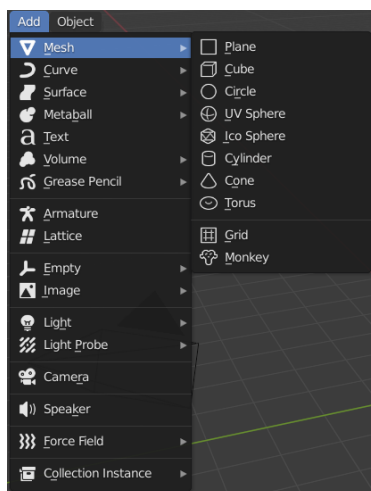 Add Object
Mesh
Curve
Surface
Metaball
Text
Volume
Grease Pencil
Armature
Lattice
Empty
Image
Light
Light Probe
Camera
Speaker
Force Field
Collection Instance
Plane
Cube
Circle
UV Sphere
Ico Sphere
Cylinder
Cone
Torus
Grid
Monkey